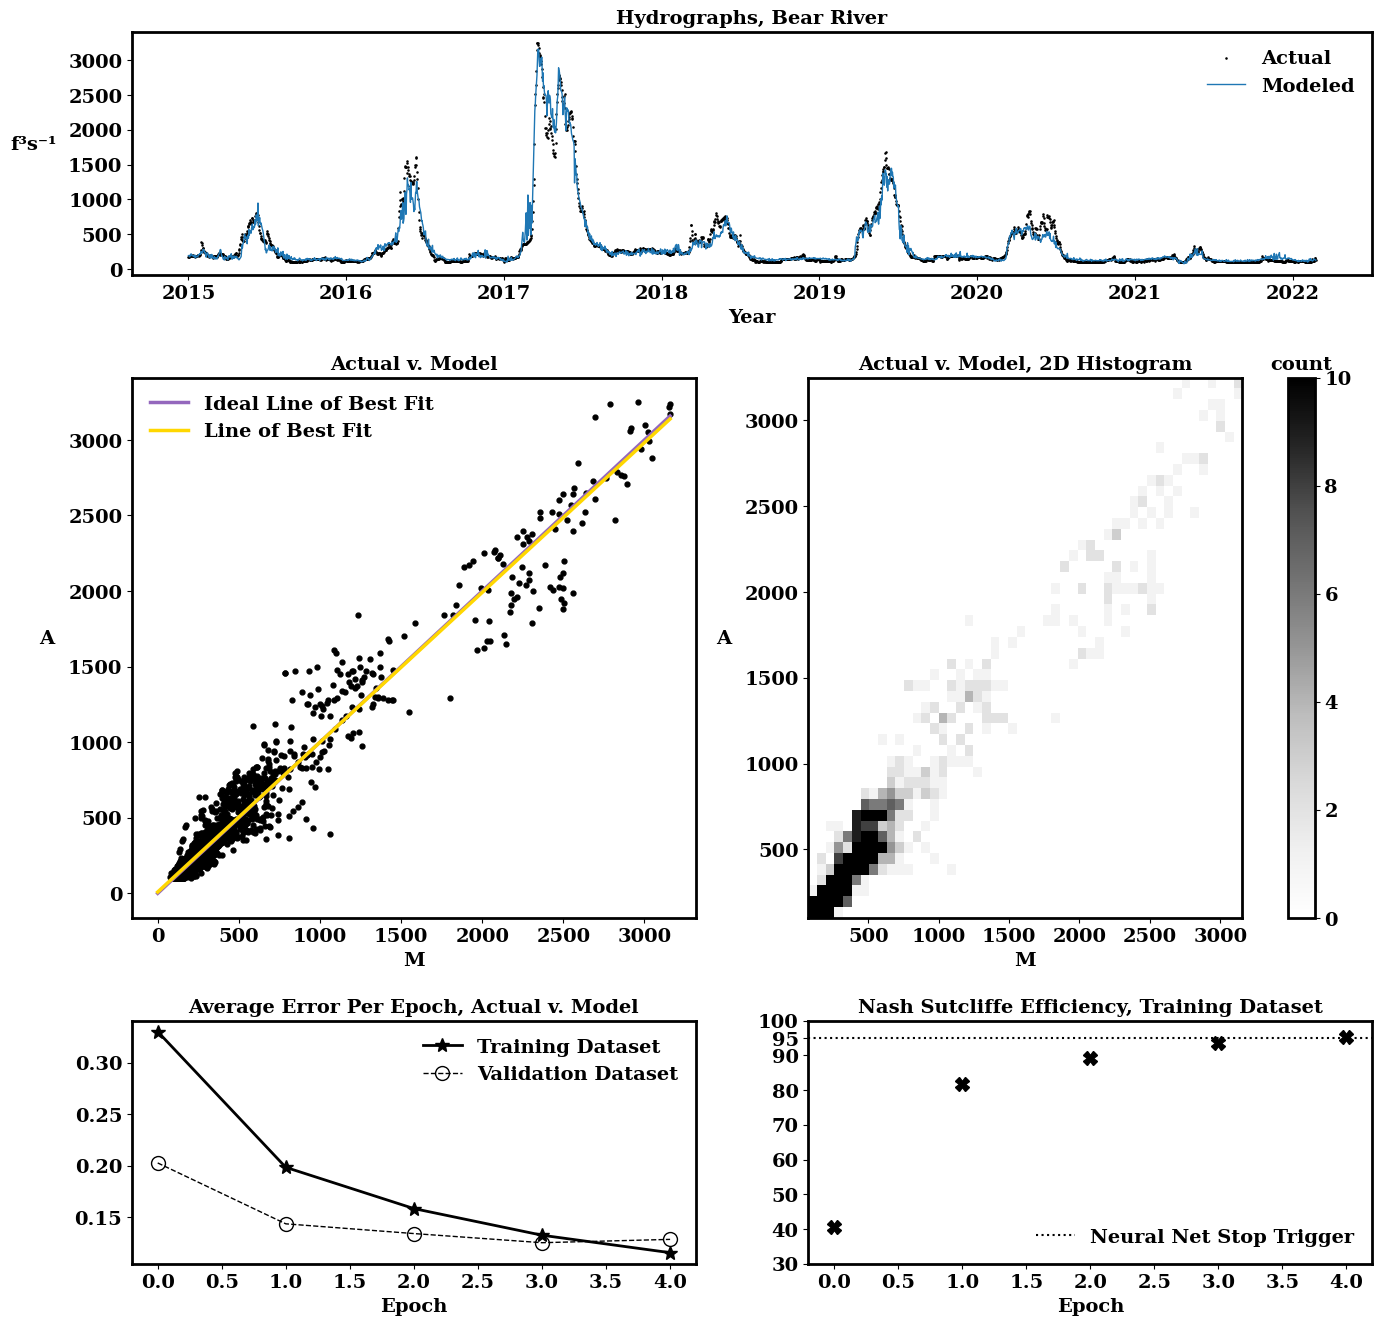 Hydrographs, Bear River
3000
2500
2000
1500
1000
500
0
f³s⁻¹
Actual
Modeled
2015 2016 2017 2018 2019 2020 2021 2022
Year
Actual v. Model
Ideal Line of Best Fit
Line of Best Fit
3000
2500
2000
1500
1000
500
0
A
0 500 1000 1500 2000 2500 3000
M
Actual v. Model, 2D Histogram
3000
2500
2000
1500
1000
500
A
500 1000 1500 2000 2500 3000
M
count
10
8
6
4
2
0
Average Error Per Epoch, Actual v. Model
Training Dataset
Validation Dataset
0.30
0.25
0.20
0.15
0.0 0.5 1.0 1.5 2.0 2.5 3.0 3.5 4.0
Epoch
Nash Sutcliffe Efficiency, Training Dataset
100
95
90
80
70
60
50
40
30
Neural Net Stop Trigger
0.0 0.5 1.0 1.5 2.0 2.5 3.0 3.5 4.0
Epoch